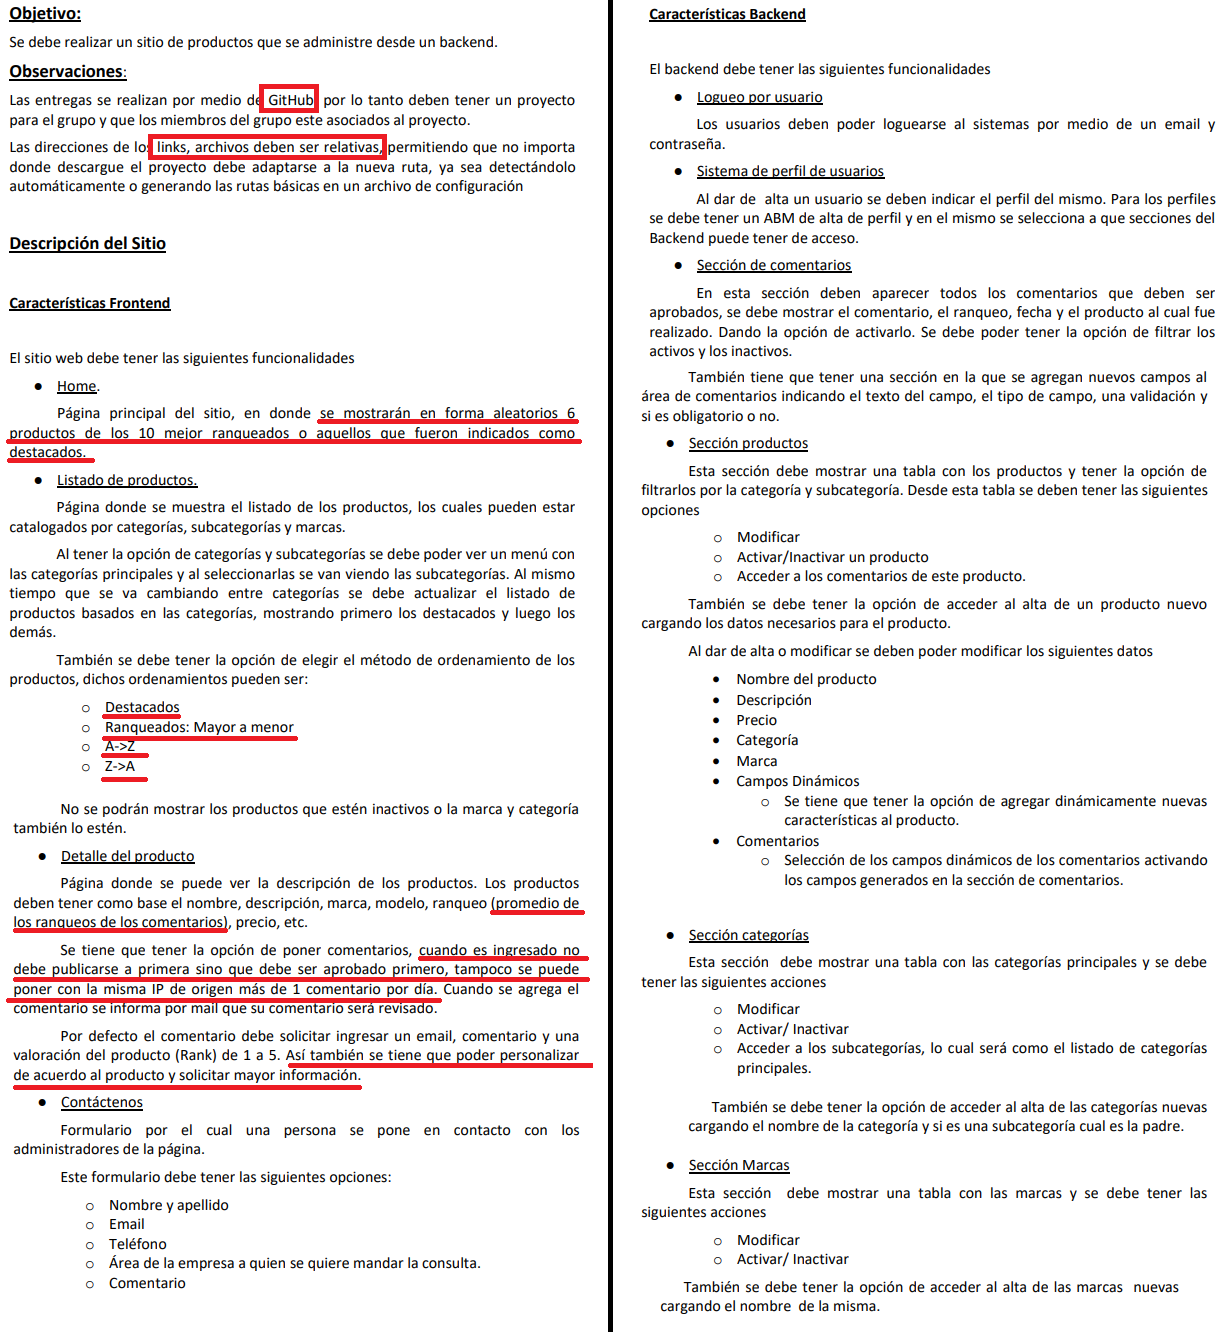 Objetivo:
Se debe realizar un sitio de productos que se administre desde un backend.
Observaciones:
Las entregas se realizan por medio de GitHub por lo tanto deben tener un proyecto
para el grupo y que los miembros del grupo este asociados al proyecto.
Las direcciones de los links, archivos deben ser relativas, permitiendo que no importa
donde descargue el proyecto debe adaptarse a la nueva ruta, ya sea detectándolo
automáticamente o generando las rutas básicas en un archivo de configuración
Descripción del Sitio
Características Frontend
El sitio web debe tener las siguientes funcionalidades
● Home.
Página principal del sitio, en donde se mostrarán en forma aleatorios 6
productos de los 10 mejor ranqueados o aquellos que fueron indicados como
destacados.
● Listado de productos.
Página donde se muestra el listado de los productos, los cuales pueden estar
catalogados por categorías, subcategorías y marcas.
Al tener la opción de categorías y subcategorías se debe poder ver un menú con
las categorías principales y al seleccionarlas se van viendo las subcategorías. Al mismo
tiempo que se va cambiando entre categorías se debe actualizar el listado de
productos basados en las categorías, mostrando primero los destacados y luego los
demás.
También se debe tener la opción de elegir el método de ordenamiento de los
productos, dichos ordenamientos pueden ser:
o Destacados
o Ranqueados: Mayor a menor
o A->Z
o Z->A
No se podrán mostrar los productos que estén inactivos o la marca y categoría
también lo estén.
● Detalle del producto
Página donde se puede ver la descripción de los productos. Los productos
deben tener como base el nombre, descripción, marca, modelo, ranqueo (promedio de
los ranqueos de los comentarios), precio, etc.
Se tiene que tener la opción de poner comentarios, cuando es ingresado no
debe publicarse a primera sino que debe ser aprobado primero, tampoco se puede
poner con la misma IP de origen más de 1 comentario por día. Cuando se agrega el
comentario se informa por mail que su comentario será revisado.
Por defecto el comentario debe solicitar ingresar un email, comentario y una
valoración del producto (Rank) de 1 a 5. Así también se tiene que poder personalizar
de acuerdo al producto y solicitar mayor información.
● Contáctenos
Formulario por el cual una persona se pone en contacto con los
administradores de la página.
Este formulario debe tener las siguientes opciones:
o Nombre y apellido
o Email
o Teléfono
o Área de la empresa a quien se quiere mandar la consulta.
o Comentario
Características Backend
El backend debe tener las siguientes funcionalidades
● Logueo por usuario
Los usuarios deben poder loguearse al sistemas por medio de un email y
contraseña.
● Sistema de perfil de usuarios
Al dar de alta un usuario se deben indicar el perfil del mismo. Para los perfiles
se debe tener un ABM de alta de perfil y en el mismo se selecciona a que secciones del
Backend puede tener de acceso.
● Sección de comentarios
En esta sección deben aparecer todos los comentarios que deben ser
aprobados, se debe mostrar el comentario, el ranqueo, fecha y el producto al cual fue
realizado. Dando la opción de activarlo. Se debe poder tener la opción de filtrar los
activos y los inactivos.
También tiene que tener una sección en la que se agregan nuevos campos al
área de comentarios indicando el texto del campo, el tipo de campo, una validación y
si es obligatorio o no.
● Sección productos
Esta sección debe mostrar una tabla con los productos y tener la opción de
filtrarlos por la categoría y subcategoría. Desde esta tabla se deben tener las siguientes
opciones
o Modificar
o Activar/Inactivar un producto
o Acceder a los comentarios de este producto.
También se debe tener la opción de acceder al alta de un producto nuevo
cargando los datos necesarios para el producto.
Al dar de alta o modificar se deben poder modificar los siguientes datos
• Nombre del producto
• Descripción
• Precio
• Categoría
• Marca
• Campos Dinámicos
o Se tiene que tener la opción de agregar dinámicamente nuevas
características al producto.
• Comentarios
o Selección de los campos dinámicos de los comentarios activando
los campos generados en la sección de comentarios.
● Sección categorías
Esta sección debe mostrar una tabla con las categorías principales y se debe
tener las siguientes acciones
o Modificar
o Activar/ Inactivar
o Acceder a los subcategorías, lo cual será como el listado de categorías
principales.
También se debe tener la opción de acceder al alta de las categorías nuevas
cargando el nombre de la categoría y si es una subcategoría cual es la padre.
● Sección Marcas
Esta sección debe mostrar una tabla con las marcas y se debe tener las
siguientes acciones
o Modificar
o Activar/ Inactivar
También se debe tener la opción de acceder al alta de las marcas nuevas
cargando el nombre de la misma.